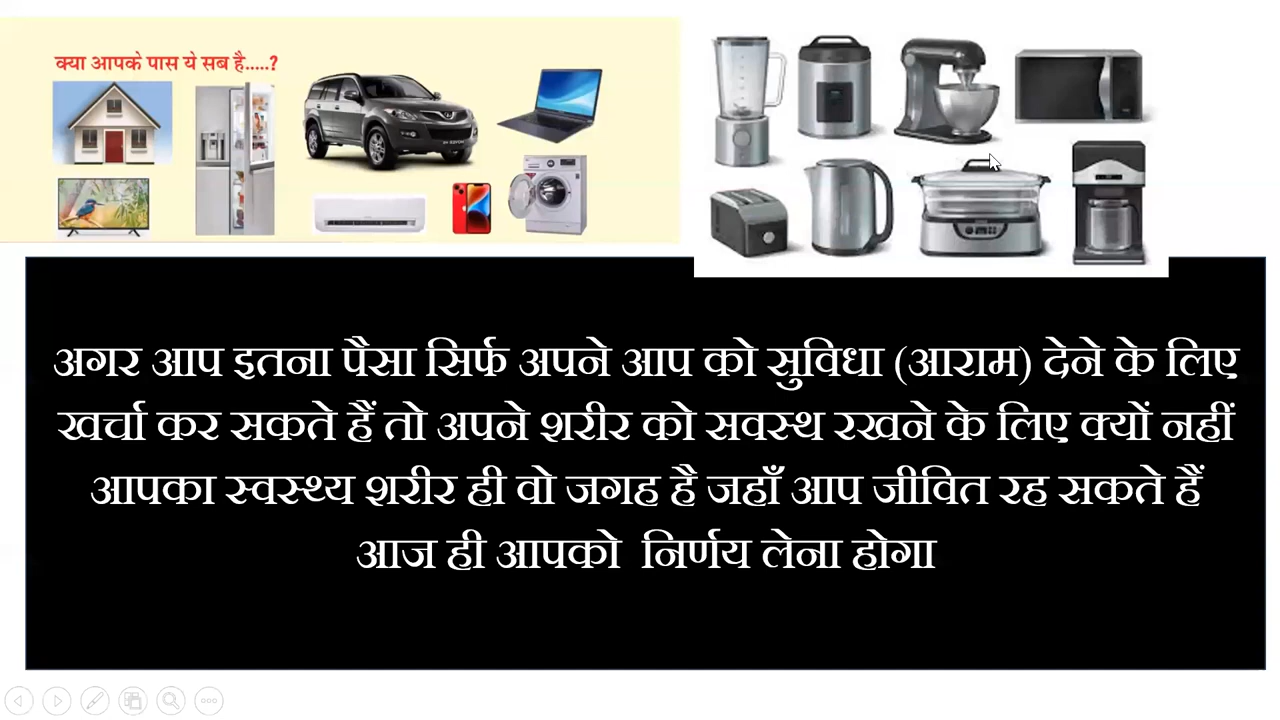 क्या आपके पास ये सब है.....?
अगर आप इतना पैसा सिर्फ अपने आप को सुविधा (आराम) देने के लिए
खर्चा कर सकते हैं तो अपने शरीर को सवस्थ रखने के लिए क्यों नहीं
आपका स्वस्थ्य शरीर ही वो जगह है जहाँ आप जीवित रह सकते हैं
आज ही आपको निर्णय लेना होगा